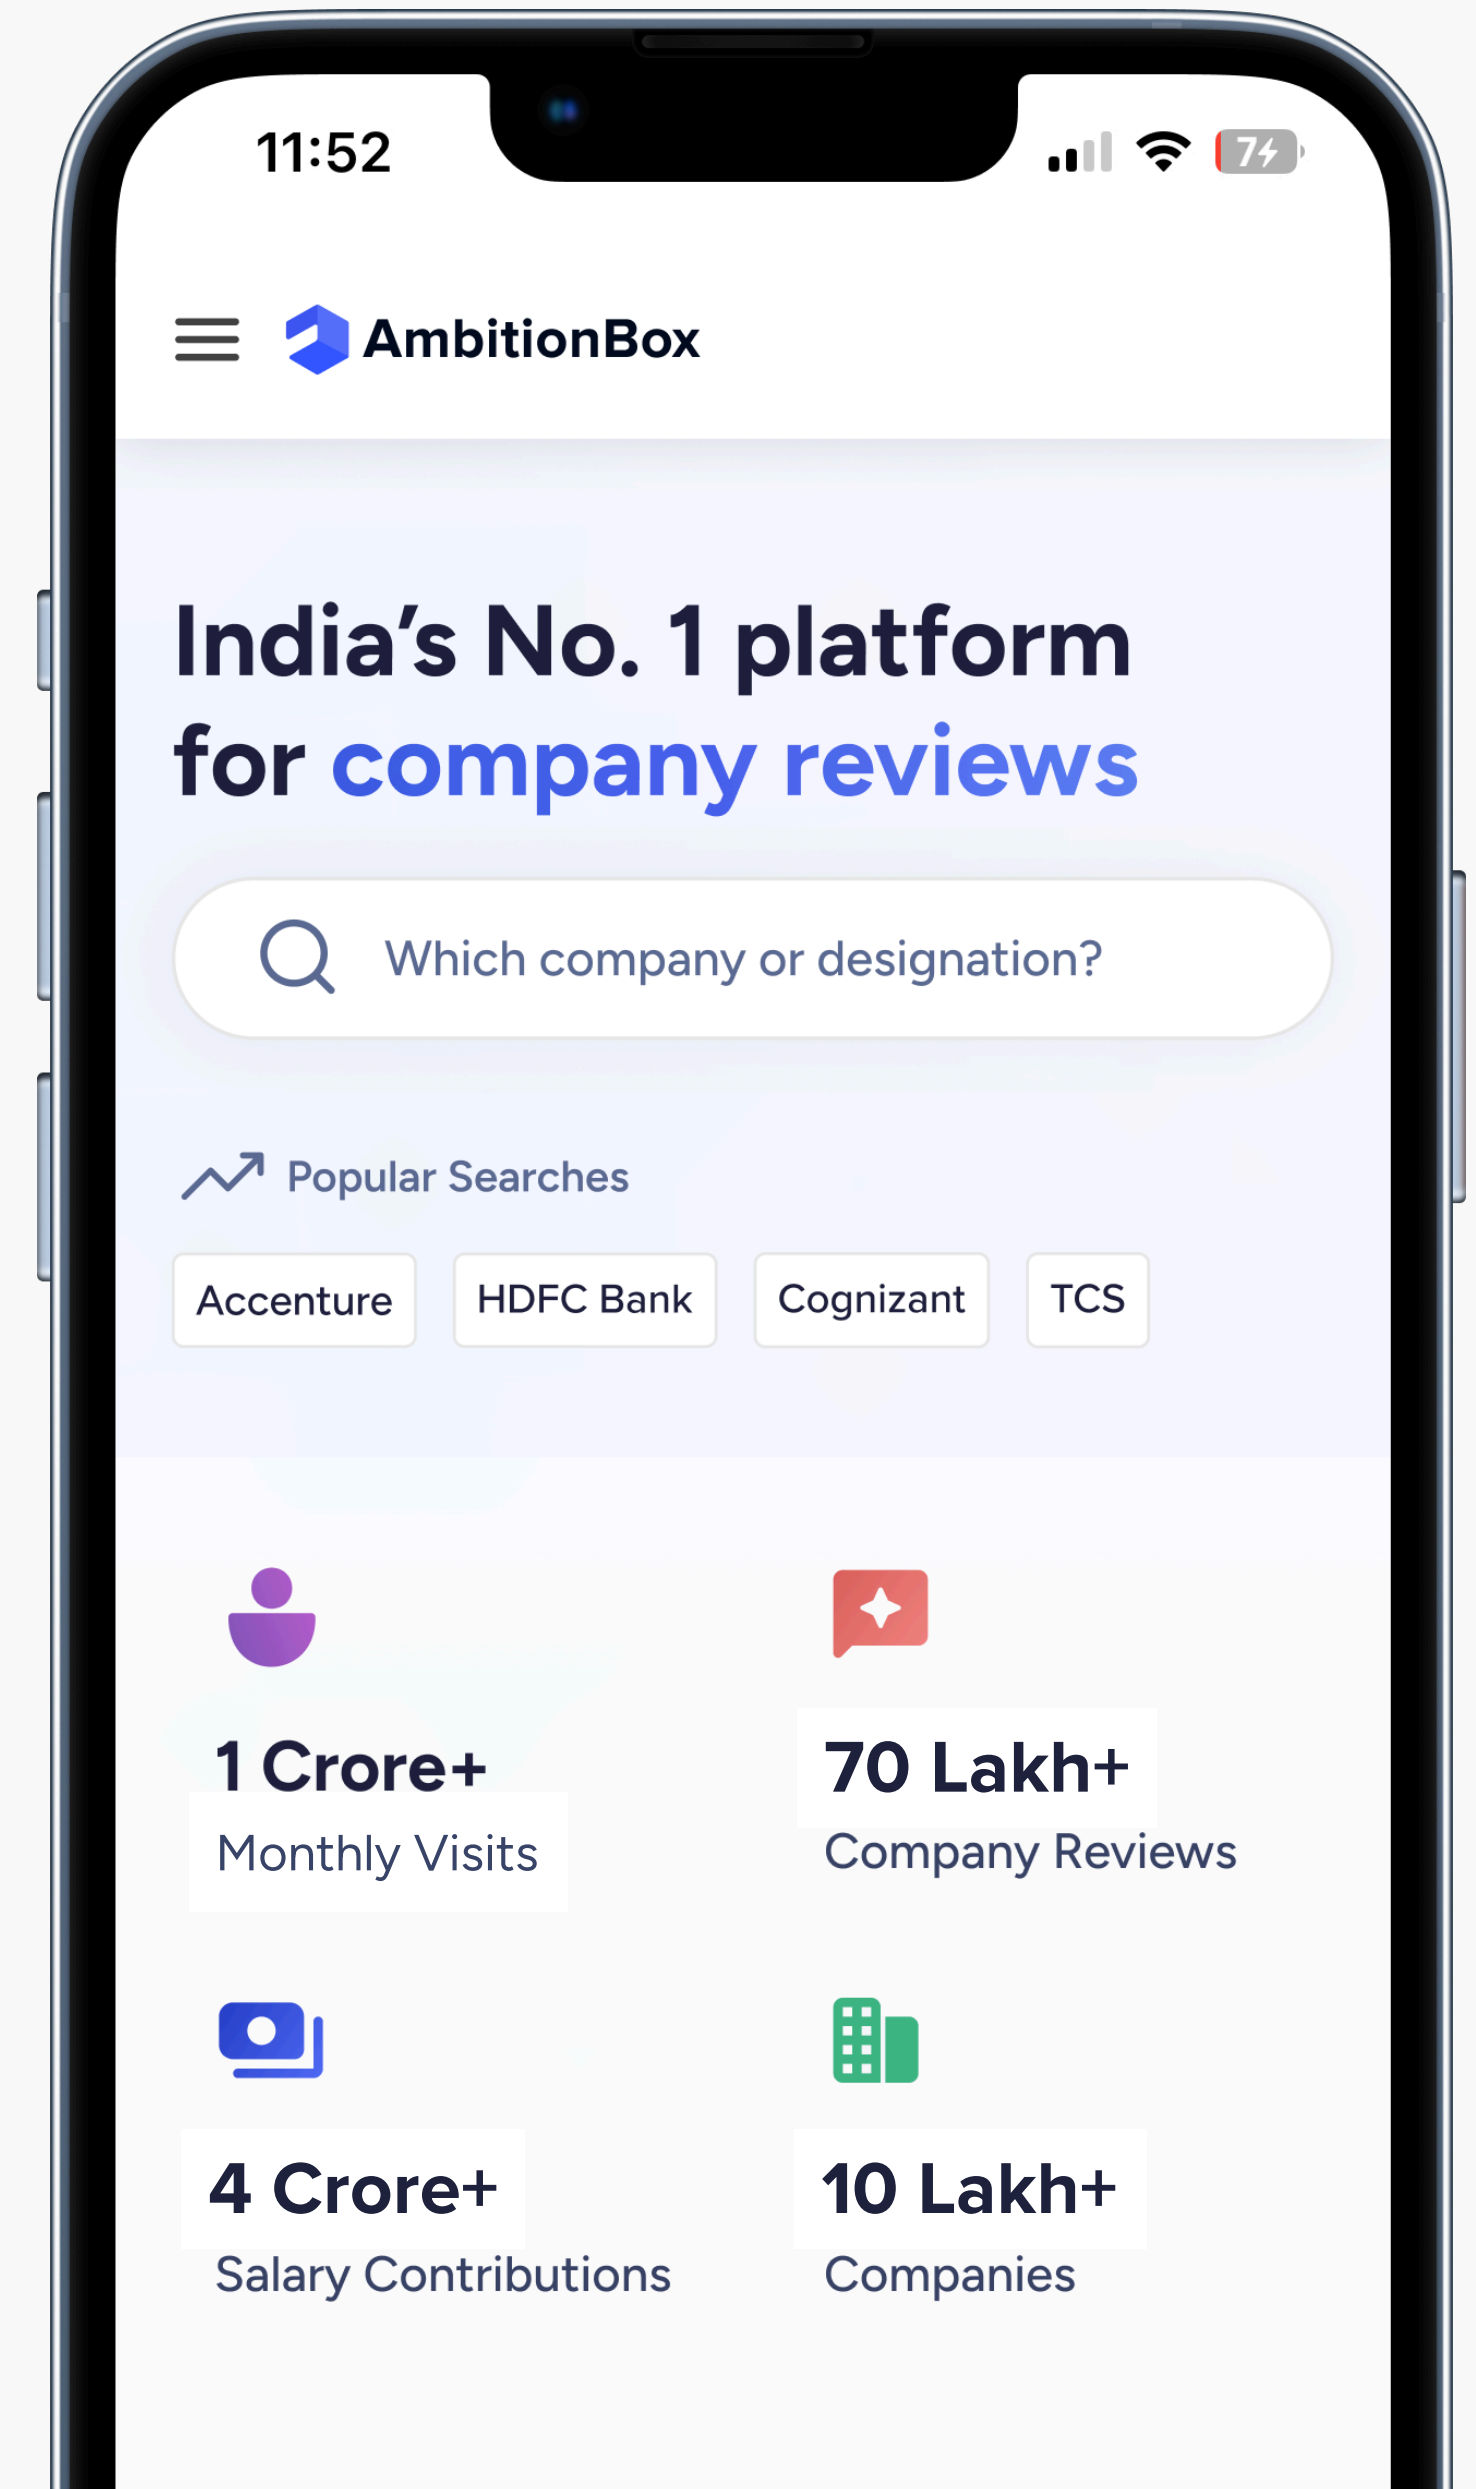 11:52
7
AmbitionBox
India’s No. 1 platform
for company reviews
Which company or designation?
Popular Searches
Accenture HDFC Bank Cognizant TCS
1 Crore+ 70 Lakh+
Monthly Visits Company Reviews
4 Crore+ 10 Lakh+
Salary Contributions Companies